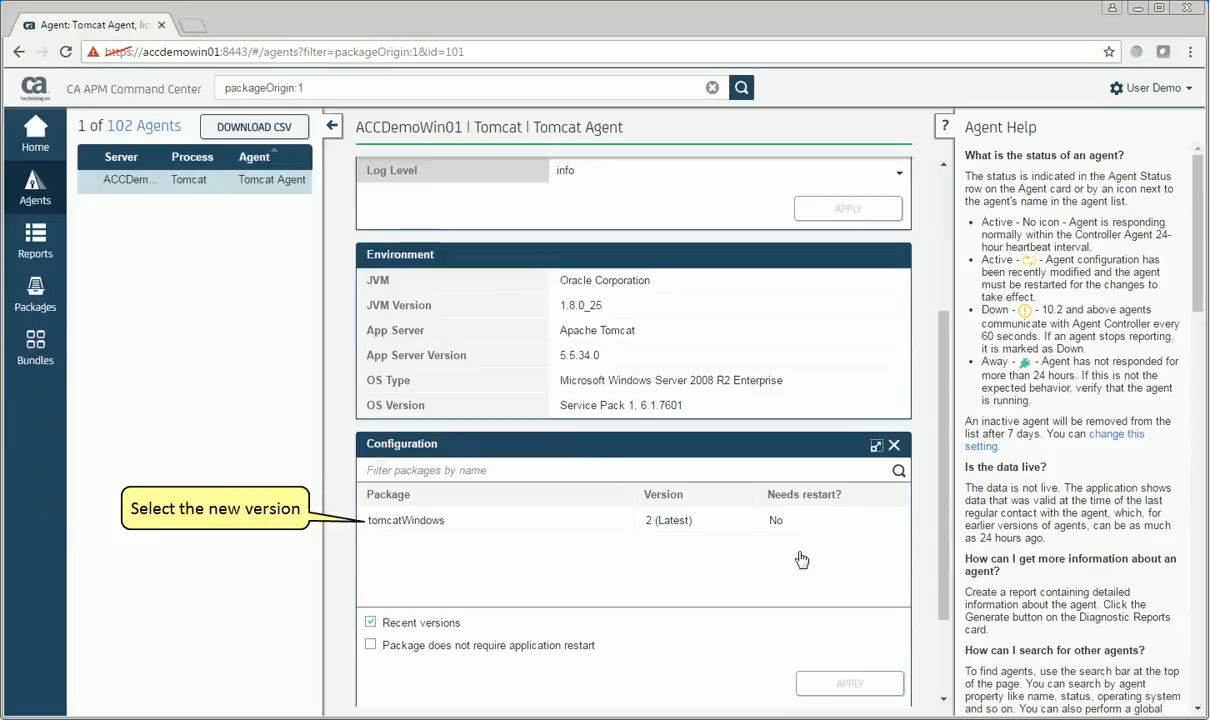 Agent: Tomcat Agent, lis
https://accdemowin01:8443/#/agents?filter=packageOrigin:1&id=101
ca
technologies
CA APM Command Center
packageOrigin:1
User Demo
Home
Agents
Reports
Packages
Bundles
1 of 102 Agents
DOWNLOAD CSV
Server Process Agent
ACCDem... Tomcat Tomcat Agent
ACCDemoWin01 | Tomcat | Tomcat Agent
Log Level info
APPLY
Environment
JVM Oracle Corporation
JVM Version 1.8.0_25
App Server Apache Tomcat
App Server Version 5.5.34.0
OS Type Microsoft Windows Server 2008 R2 Enterprise
OS Version Service Pack 1, 6.1.7601
Configuration
Filter packages by name
Package Version Needs restart?
Select the new version
tomcatWindows 2 (Latest) No
Recent versions
Package does not require application restart
APPLY
? Agent Help
What is the status of an agent?
The status is indicated in the Agent Status
row on the Agent card or by an icon next to
the agent's name in the agent list.
• Active - No icon - Agent is responding
normally within the Controller Agent 24-
hour heartbeat interval.
• Active - - Agent configuration has
been recently modified and the agent
must be restarted for the changes to
take effect.
• Down - - 10.2 and above agents
communicate with Agent Controller every
60 seconds. If an agent stops reporting,
it is marked as Down.
• Away - - Agent has not responded for
more than 24 hours. If this is not the
expected behavior, verify that the agent
is running.
An inactive agent will be removed from the
list after 7 days. You can change this
setting.
Is the data live?
The data is not live. The application shows
data that was valid at the time of the last
regular contact with the agent, which, for
earlier versions of agents, can be as much
as 24 hours ago.
How can I get more information about an
agent?
Create a report containing detailed
information about the agent. Click the
Generate button on the Diagnostic Reports
card.
How can I search for other agents?
To find agents, use the search bar at the top
of the page. You can search by agent
property like name, status, operating system
and so on. You can also perform a global